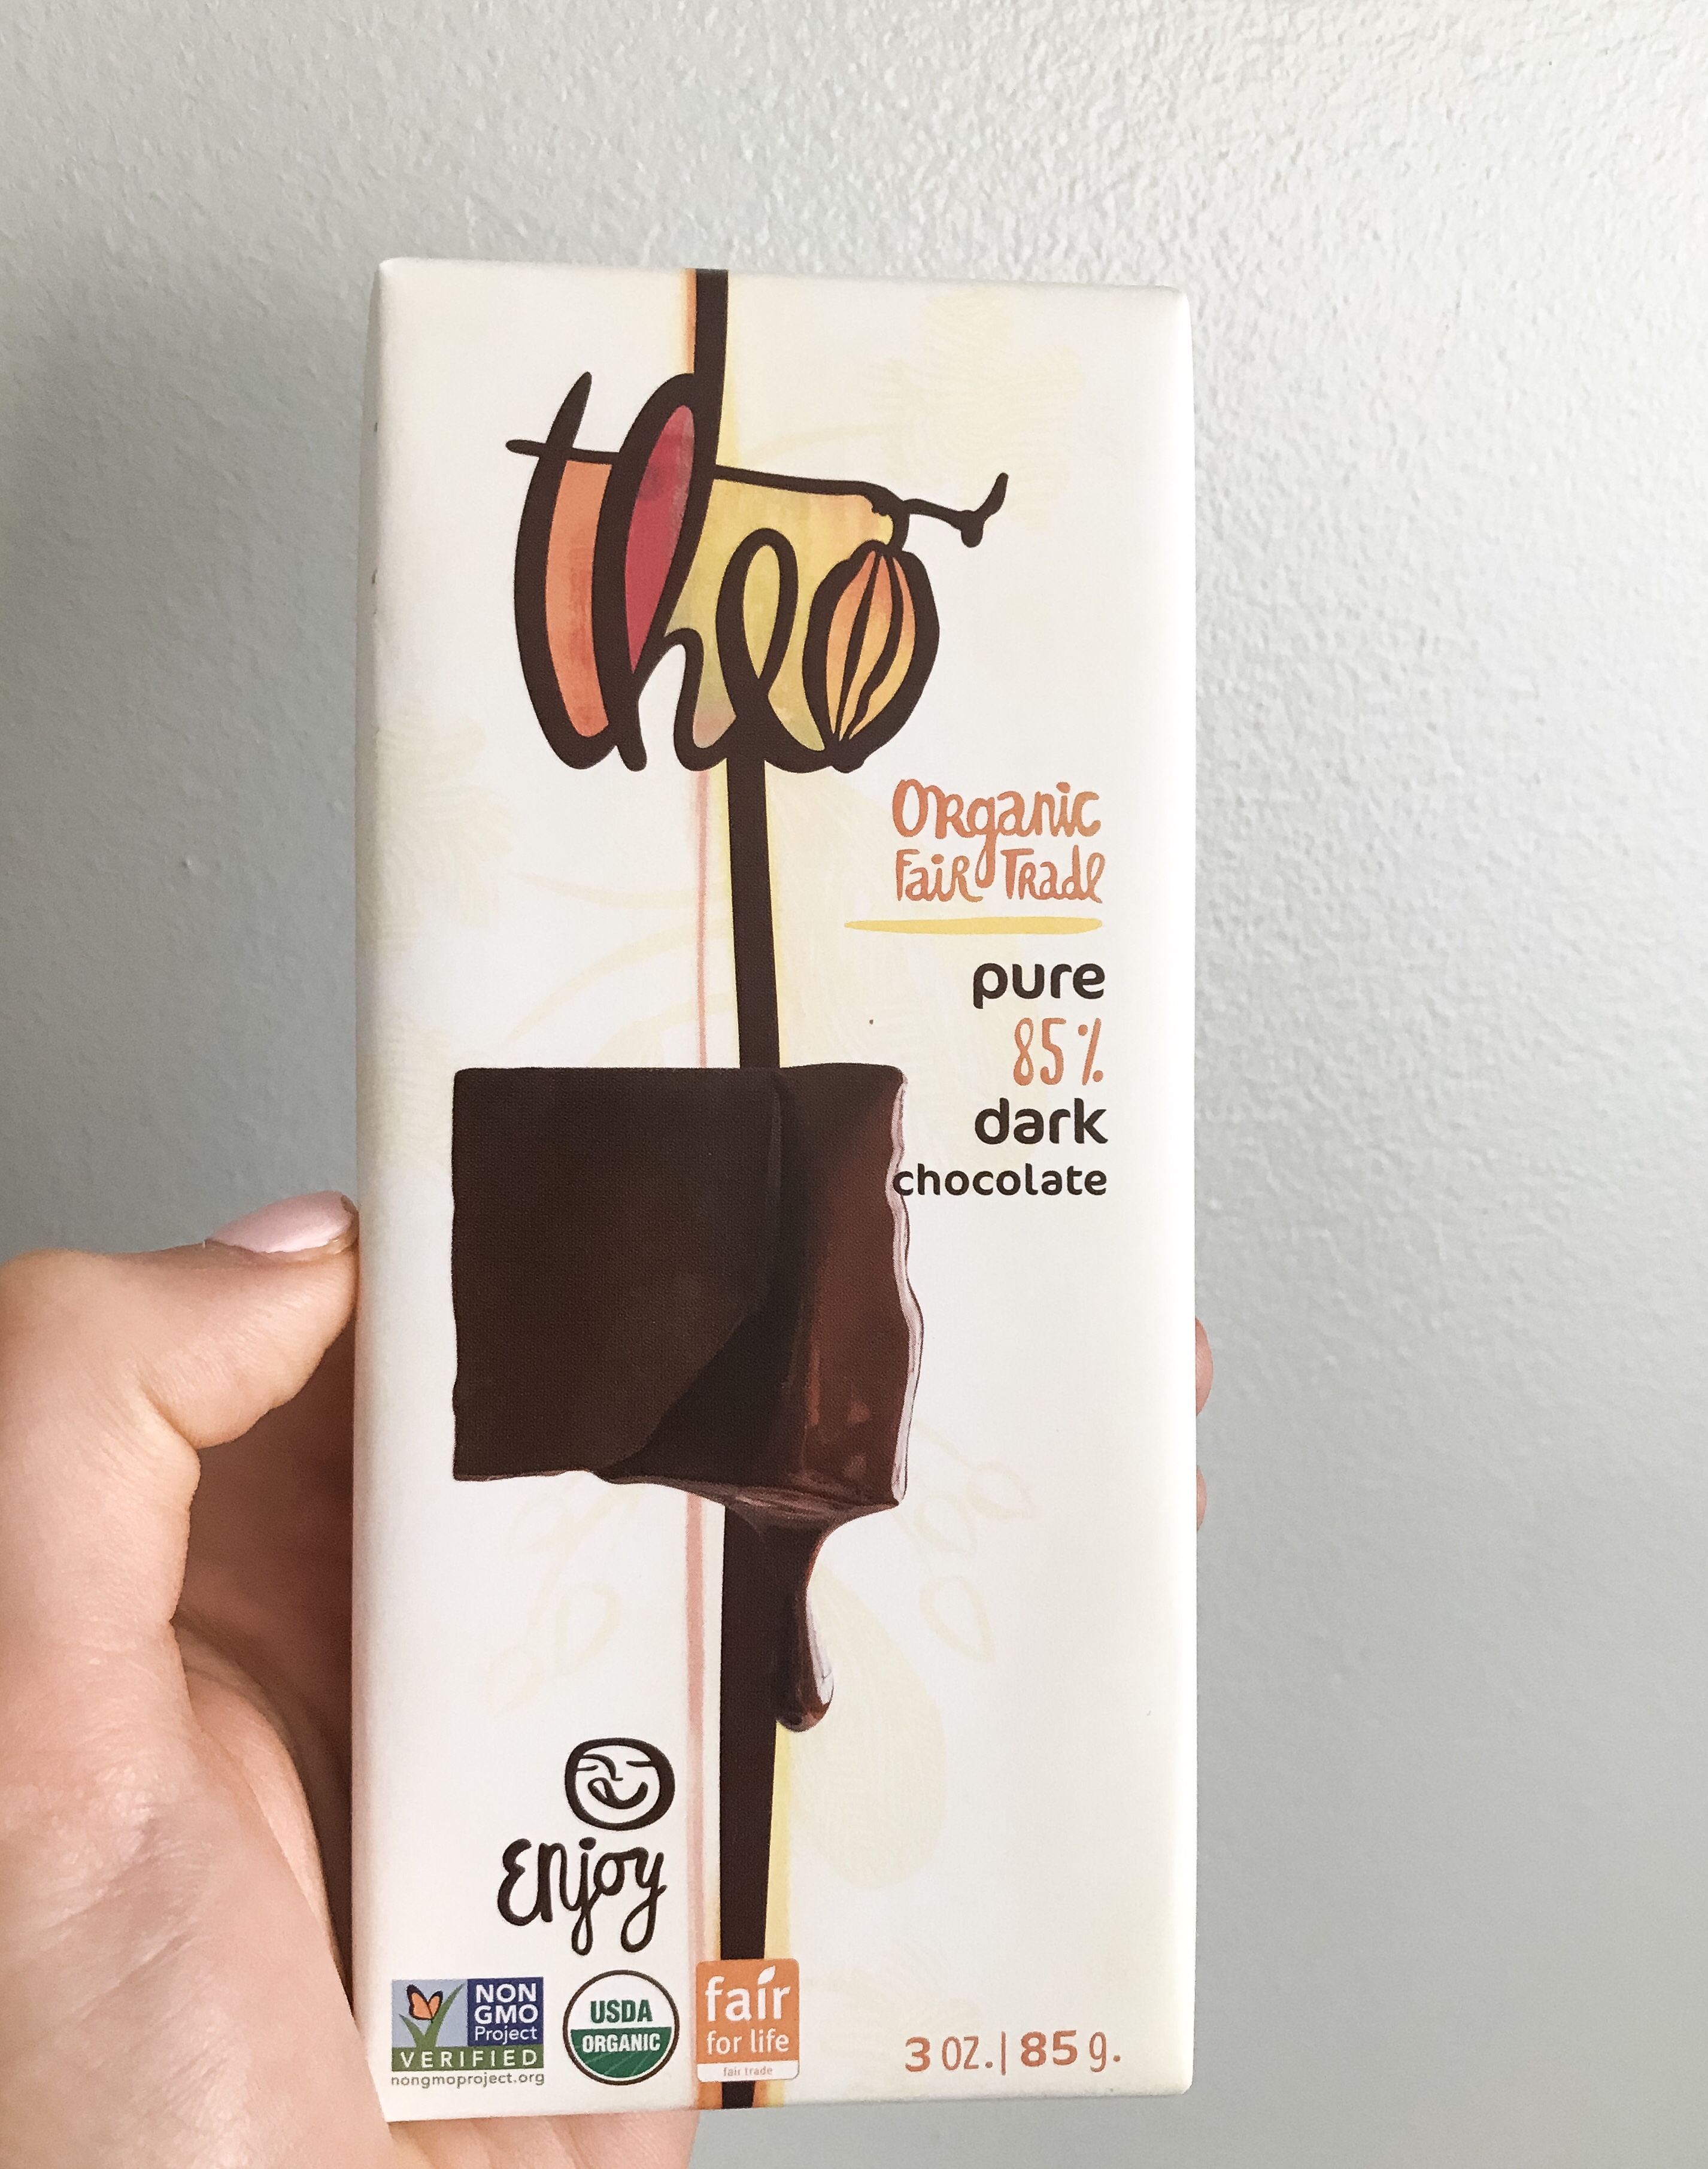 theo
Organic
Fair Trade
pure
85%
dark
chocolate
Enjoy
NON
GMO
Project
VERIFIED
nongmoproject.org
USDA
ORGANIC
fair
for life
fair trade
3 oz. | 85 g.